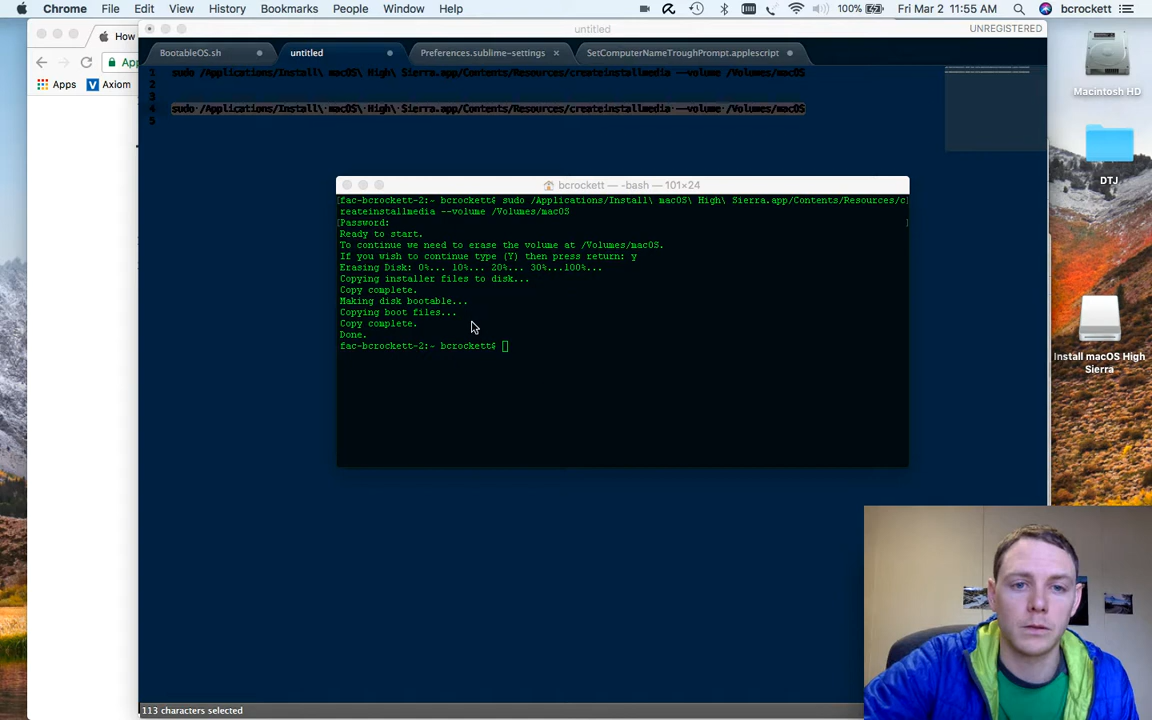 Chrome File Edit View History Bookmarks People Window Help 100% Fri Mar 2 11:55 AM bcrockett
untitled UNREGISTERED
How
BootableOS.sh untitled Preferences.sublime-settings SetComputerNameTroughPrompt.applescript
App
Apps Axiom
1 sudo /Applications/Install\ macOS\ High\ Sierra.app/Contents/Resources/createinstallmedia --volume /Volumes/macOS
2
3
4 sudo /Applications/Install\ macOS\ High\ Sierra.app/Contents/Resources/createinstallmedia --volume /Volumes/macOS
5
Macintosh HD
DTJ
Install macOS High
Sierra
bcrockett — -bash — 101×24
[fac-bcrockett-2:~ bcrockett$ sudo /Applications/Install\ macOS\ High\ Sierra.app/Contents/Resources/c]
reateinstallmedia --volume /Volumes/macOS
[Password: ]
Ready to start.
To continue we need to erase the volume at /Volumes/macOS.
If you wish to continue type (Y) then press return: y
Erasing Disk: 0%... 10%... 20%... 30%...100%...
Copying installer files to disk...
Copy complete.
Making disk bootable...
Copying boot files...
Copy complete.
Done.
fac-bcrockett-2:~ bcrockett$
113 characters selected